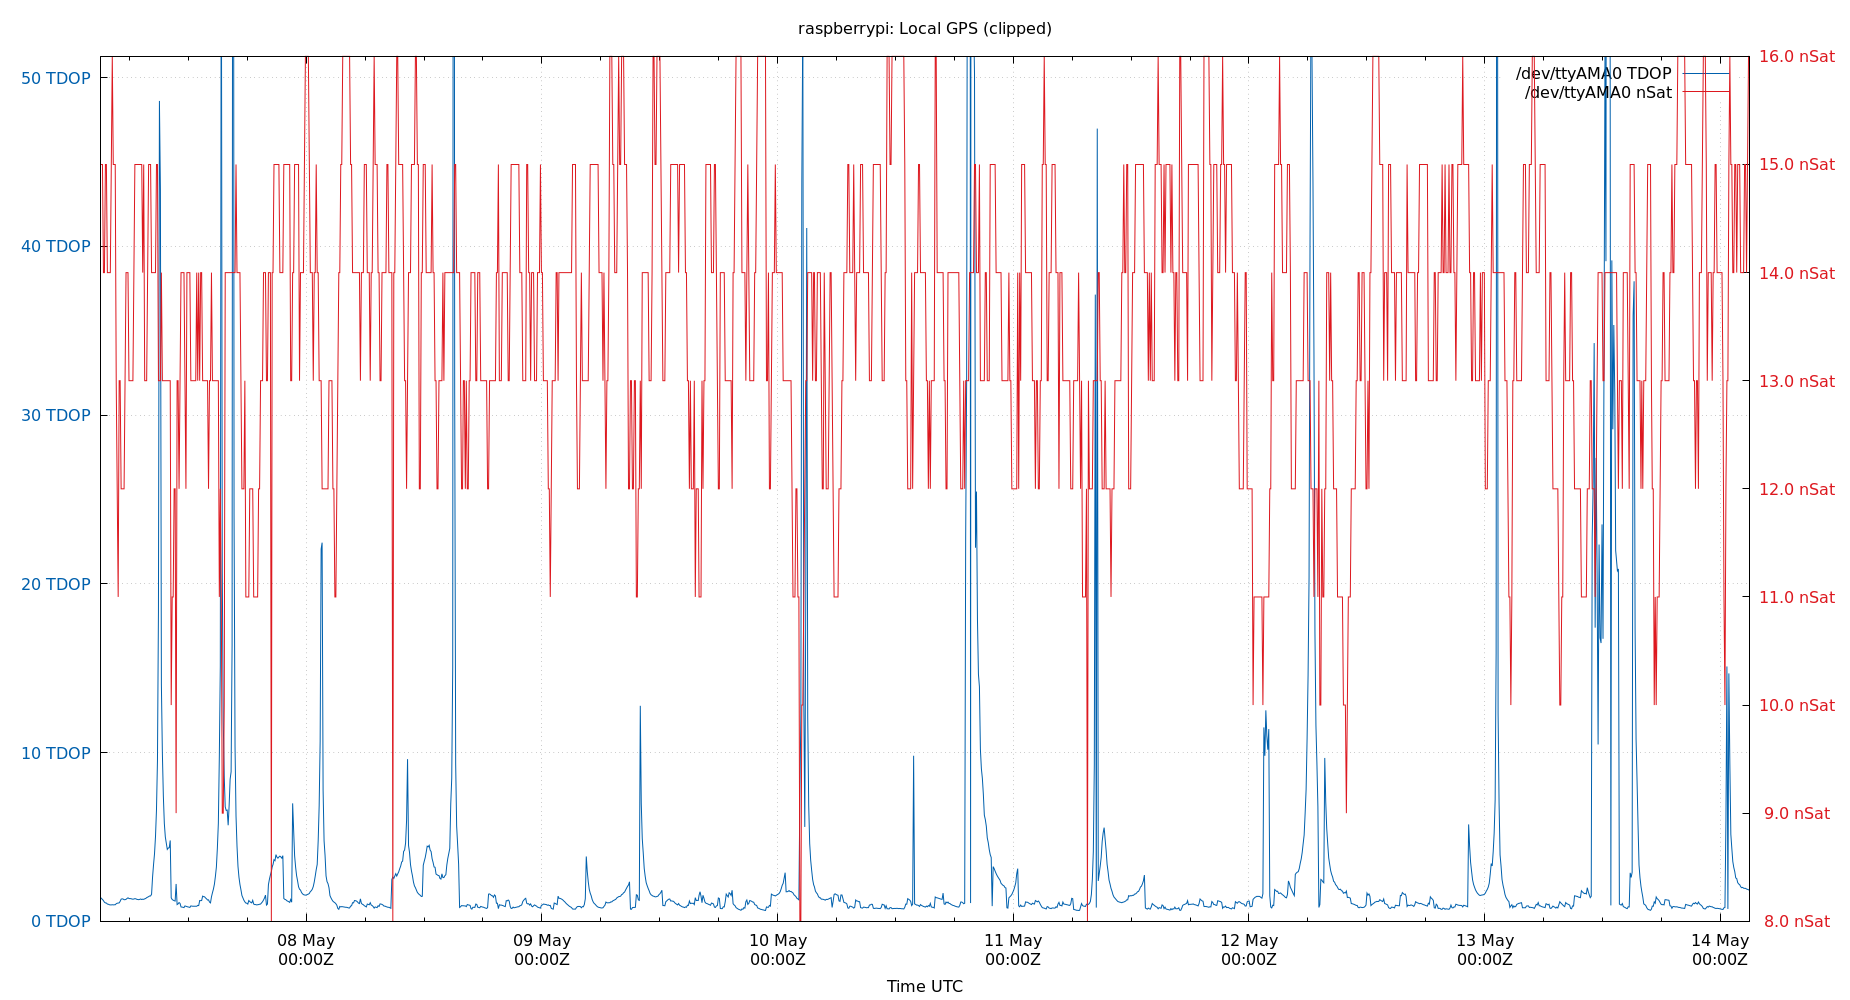 raspberrypi: Local GPS (clipped)
50 TDOP
40 TDOP
30 TDOP
20 TDOP
10 TDOP
0 TDOP
/dev/ttyAMA0 TDOP
/dev/ttyAMA0 nSat
16.0 nSat
15.0 nSat
14.0 nSat
13.0 nSat
12.0 nSat
11.0 nSat
10.0 nSat
9.0 nSat
8.0 nSat
08 May
00:00Z
09 May
00:00Z
10 May
00:00Z
11 May
00:00Z
12 May
00:00Z
13 May
00:00Z
14 May
00:00Z
Time UTC